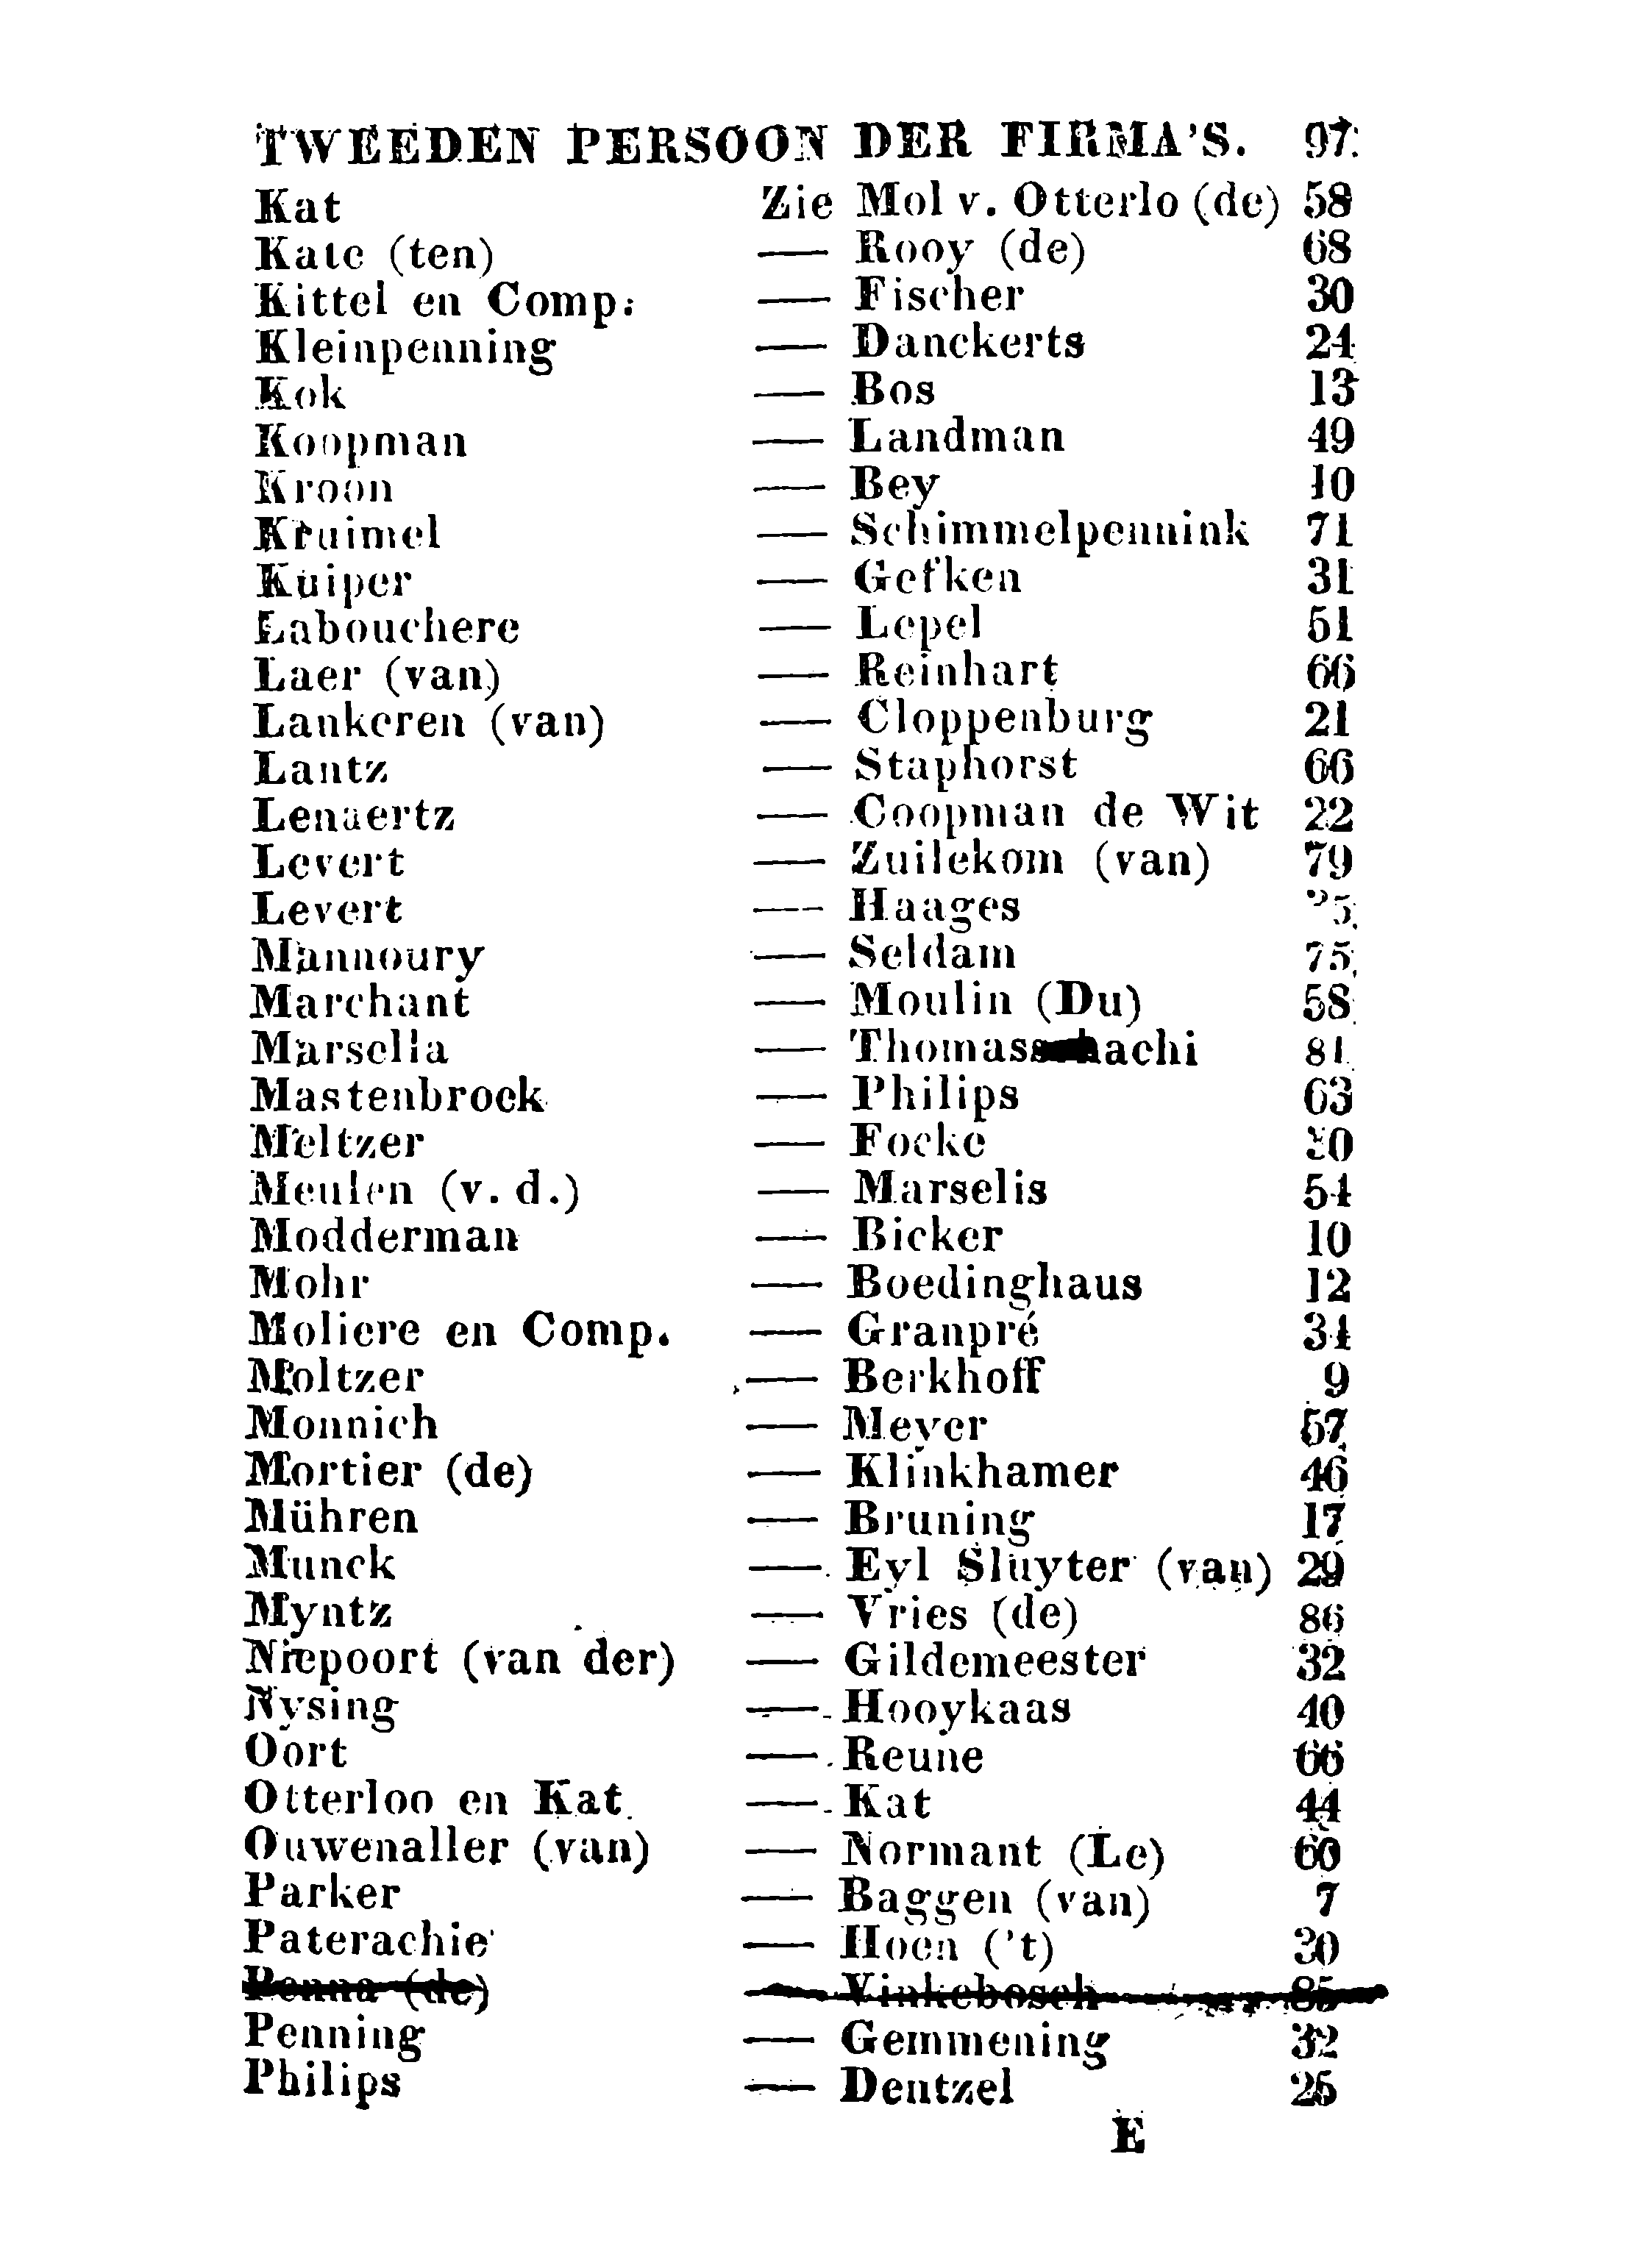 TWEEDEN PERSOON DER FIRMA'S. 97.
Kat Zie Mol v. Otterlo (de) 58
Kate (ten) — Rooy (de) 68
Kittel en Comp. — Fischer 30
Kleinpenning — Danckerts 24
Kok — Bos 13
Koopman — Landman 49
Kroon — Bey 10
Kruimel — Schimmelpennink 71
Kuiper — Gefken 31
Labouchere — Lepel 51
Laer (van) — Reinhart 66
Lankeren (van) — Cloppenburg 21
Lantz — Staphorst 66
Lenaertz — Coopman de Wit 22
Levert — Zuilekom (van) 79
Levert — Haages
Mannoury — Seldam 75
Marchant — Moulin (Du) 58
Marsella — 81
Mastenbroek — Philips 63
Meltzer — Focke
Meulen (v. d.) — Marselis 54
Modderman — Bicker 10
Mohr — Boedinghaus 12
Moliere en Comp. — Granpré 34
Moltzer — Berkhoff 9
Monnich — Meyer 57
Mortier (de) — Klinkhamer 46
Mühren — Bruning 17
Munck — Eyl Sluyter (van) 29
Myntz — Vries (de) 86
Niepoort (van der) — Gildemeester 32
Nysing — Hooykaas 40
Oort — Reune 66
Otterloo en Kat — Kat 44
Ouwenaller (van) — Normant (Le) 60
Parker — Baggen (van) 7
Paterachie — Hoen ('t) 30
Penna (de) — Vinkebosch 85
Penning — Gemmening 32
Philips — Dentzel 25
E